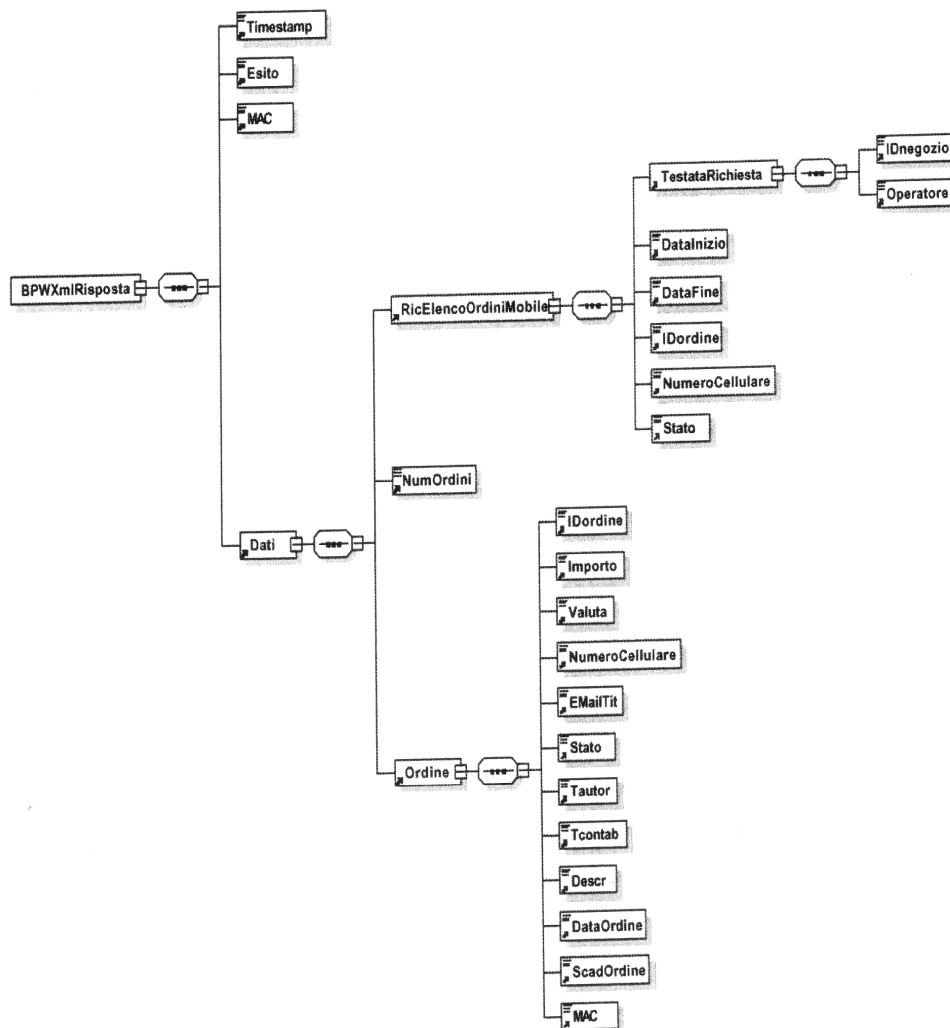 Timestamp
Esito
MAC
TestataRichiesta
IDnegozio
Operatore
DataInizio
DataFine
BPWXmlRisposta
RicElencoOrdiniMobile
IDordine
NumeroCellulare
Stato
NumOrdini
Dati
IDordine
Importo
Valuta
NumeroCellulare
EMailTit
Stato
Ordine
Tautor
Tcontab
Descr
DataOrdine
ScadOrdine
MAC